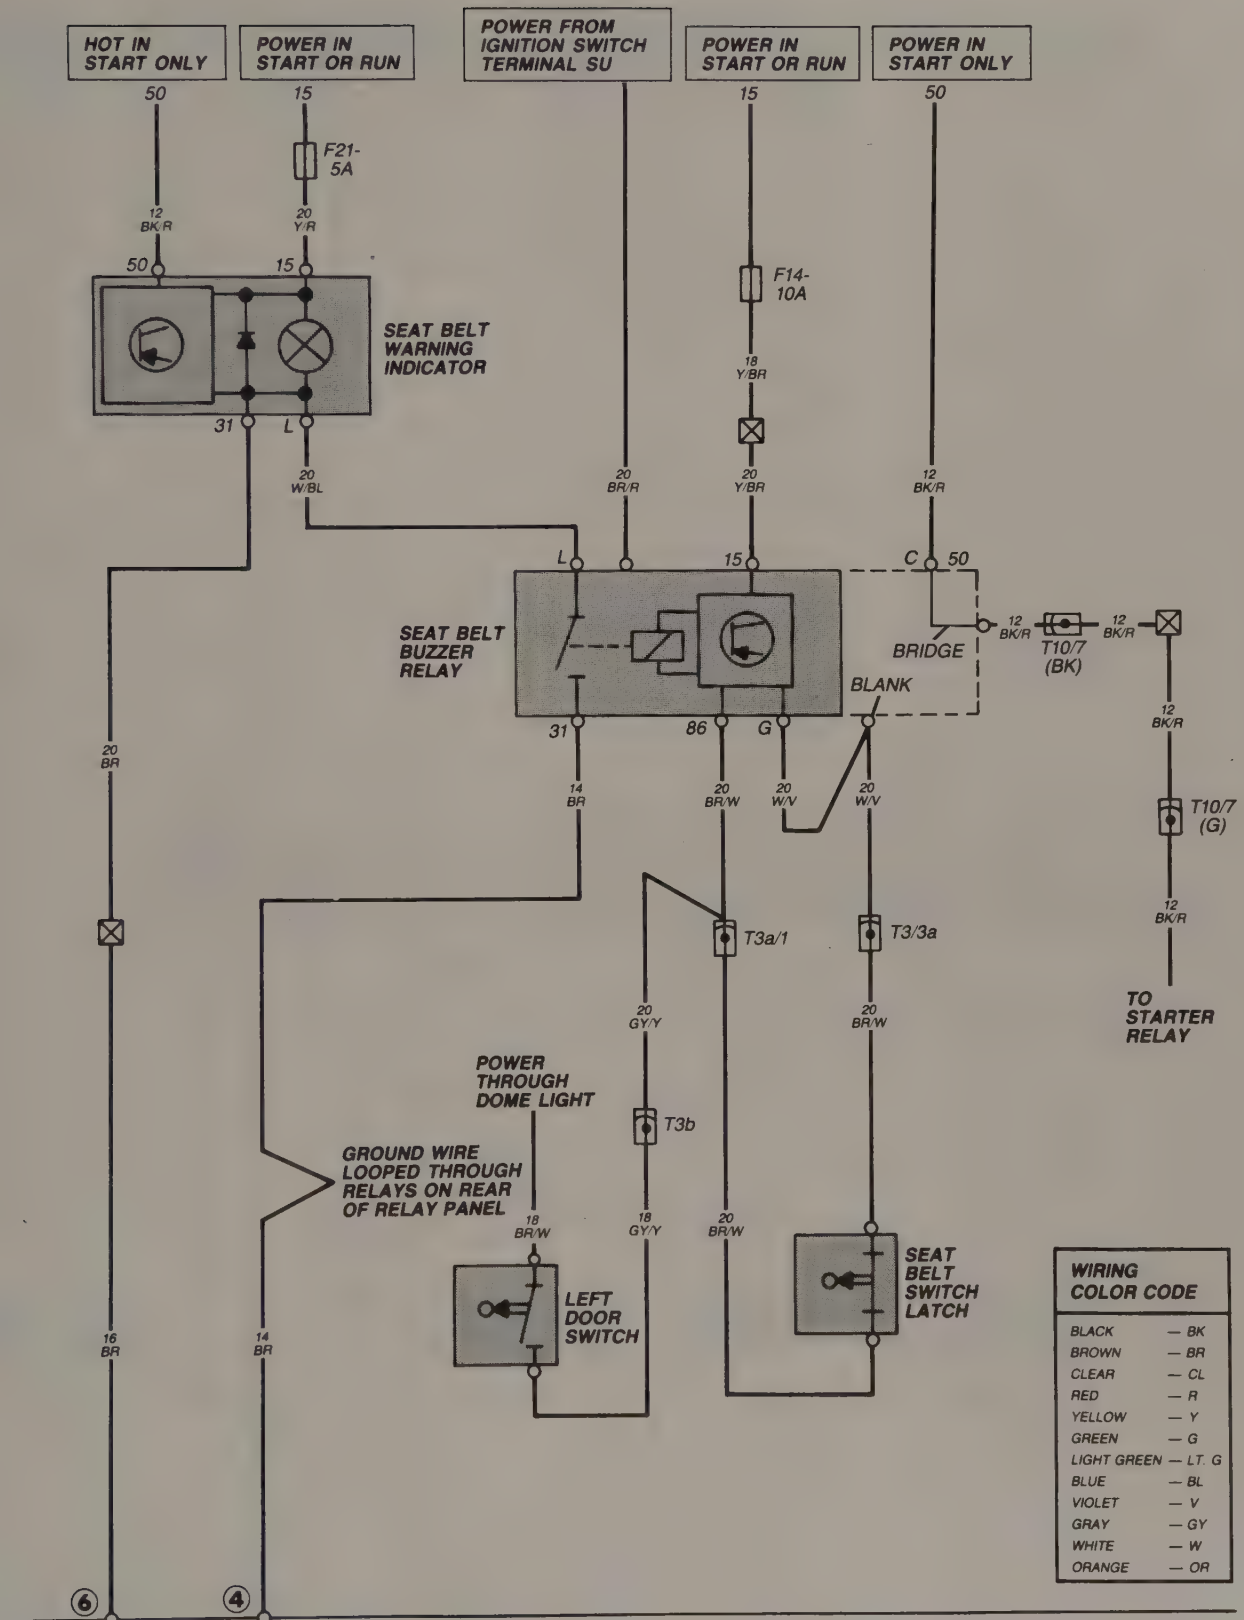 HOT IN
START ONLY
POWER IN
START OR RUN
POWER FROM
IGNITION SWITCH
TERMINAL SU
POWER IN
START OR RUN
POWER IN
START ONLY
50
15
15
50
F21-
5A
12
BK/R
20
Y/R
F14-
10A
50
15
SEAT BELT
WARNING
INDICATOR
18
Y/BR
31
L
20
W/BL
20
BR/R
20
Y/BR
12
BK/R
L
15
C
50
SEAT BELT
BUZZER
RELAY
BRIDGE
12
BK/R
T10/7
(BK)
12
BK/R
BLANK
31
86
G
12
BK/R
20
BR
14
BR
20
BR/W
20
W/V
20
W/V
T10/7
(G)
T3a/1
T3/3a
12
BK/R
20
GY/Y
20
BR/W
TO
STARTER
RELAY
POWER
THROUGH
DOME LIGHT
T3b
GROUND WIRE
LOOPED THROUGH
RELAYS ON REAR
OF RELAY PANEL
18
BR/W
18
GY/Y
20
BR/W
LEFT
DOOR
SWITCH
SEAT
BELT
SWITCH
LATCH
16
BR
14
BR
WIRING
COLOR CODE
BLACK — BK
BROWN — BR
CLEAR — CL
RED — R
YELLOW — Y
GREEN — G
LIGHT GREEN — LT. G
BLUE — BL
VIOLET — V
GRAY — GY
WHITE — W
ORANGE — OR
6
4